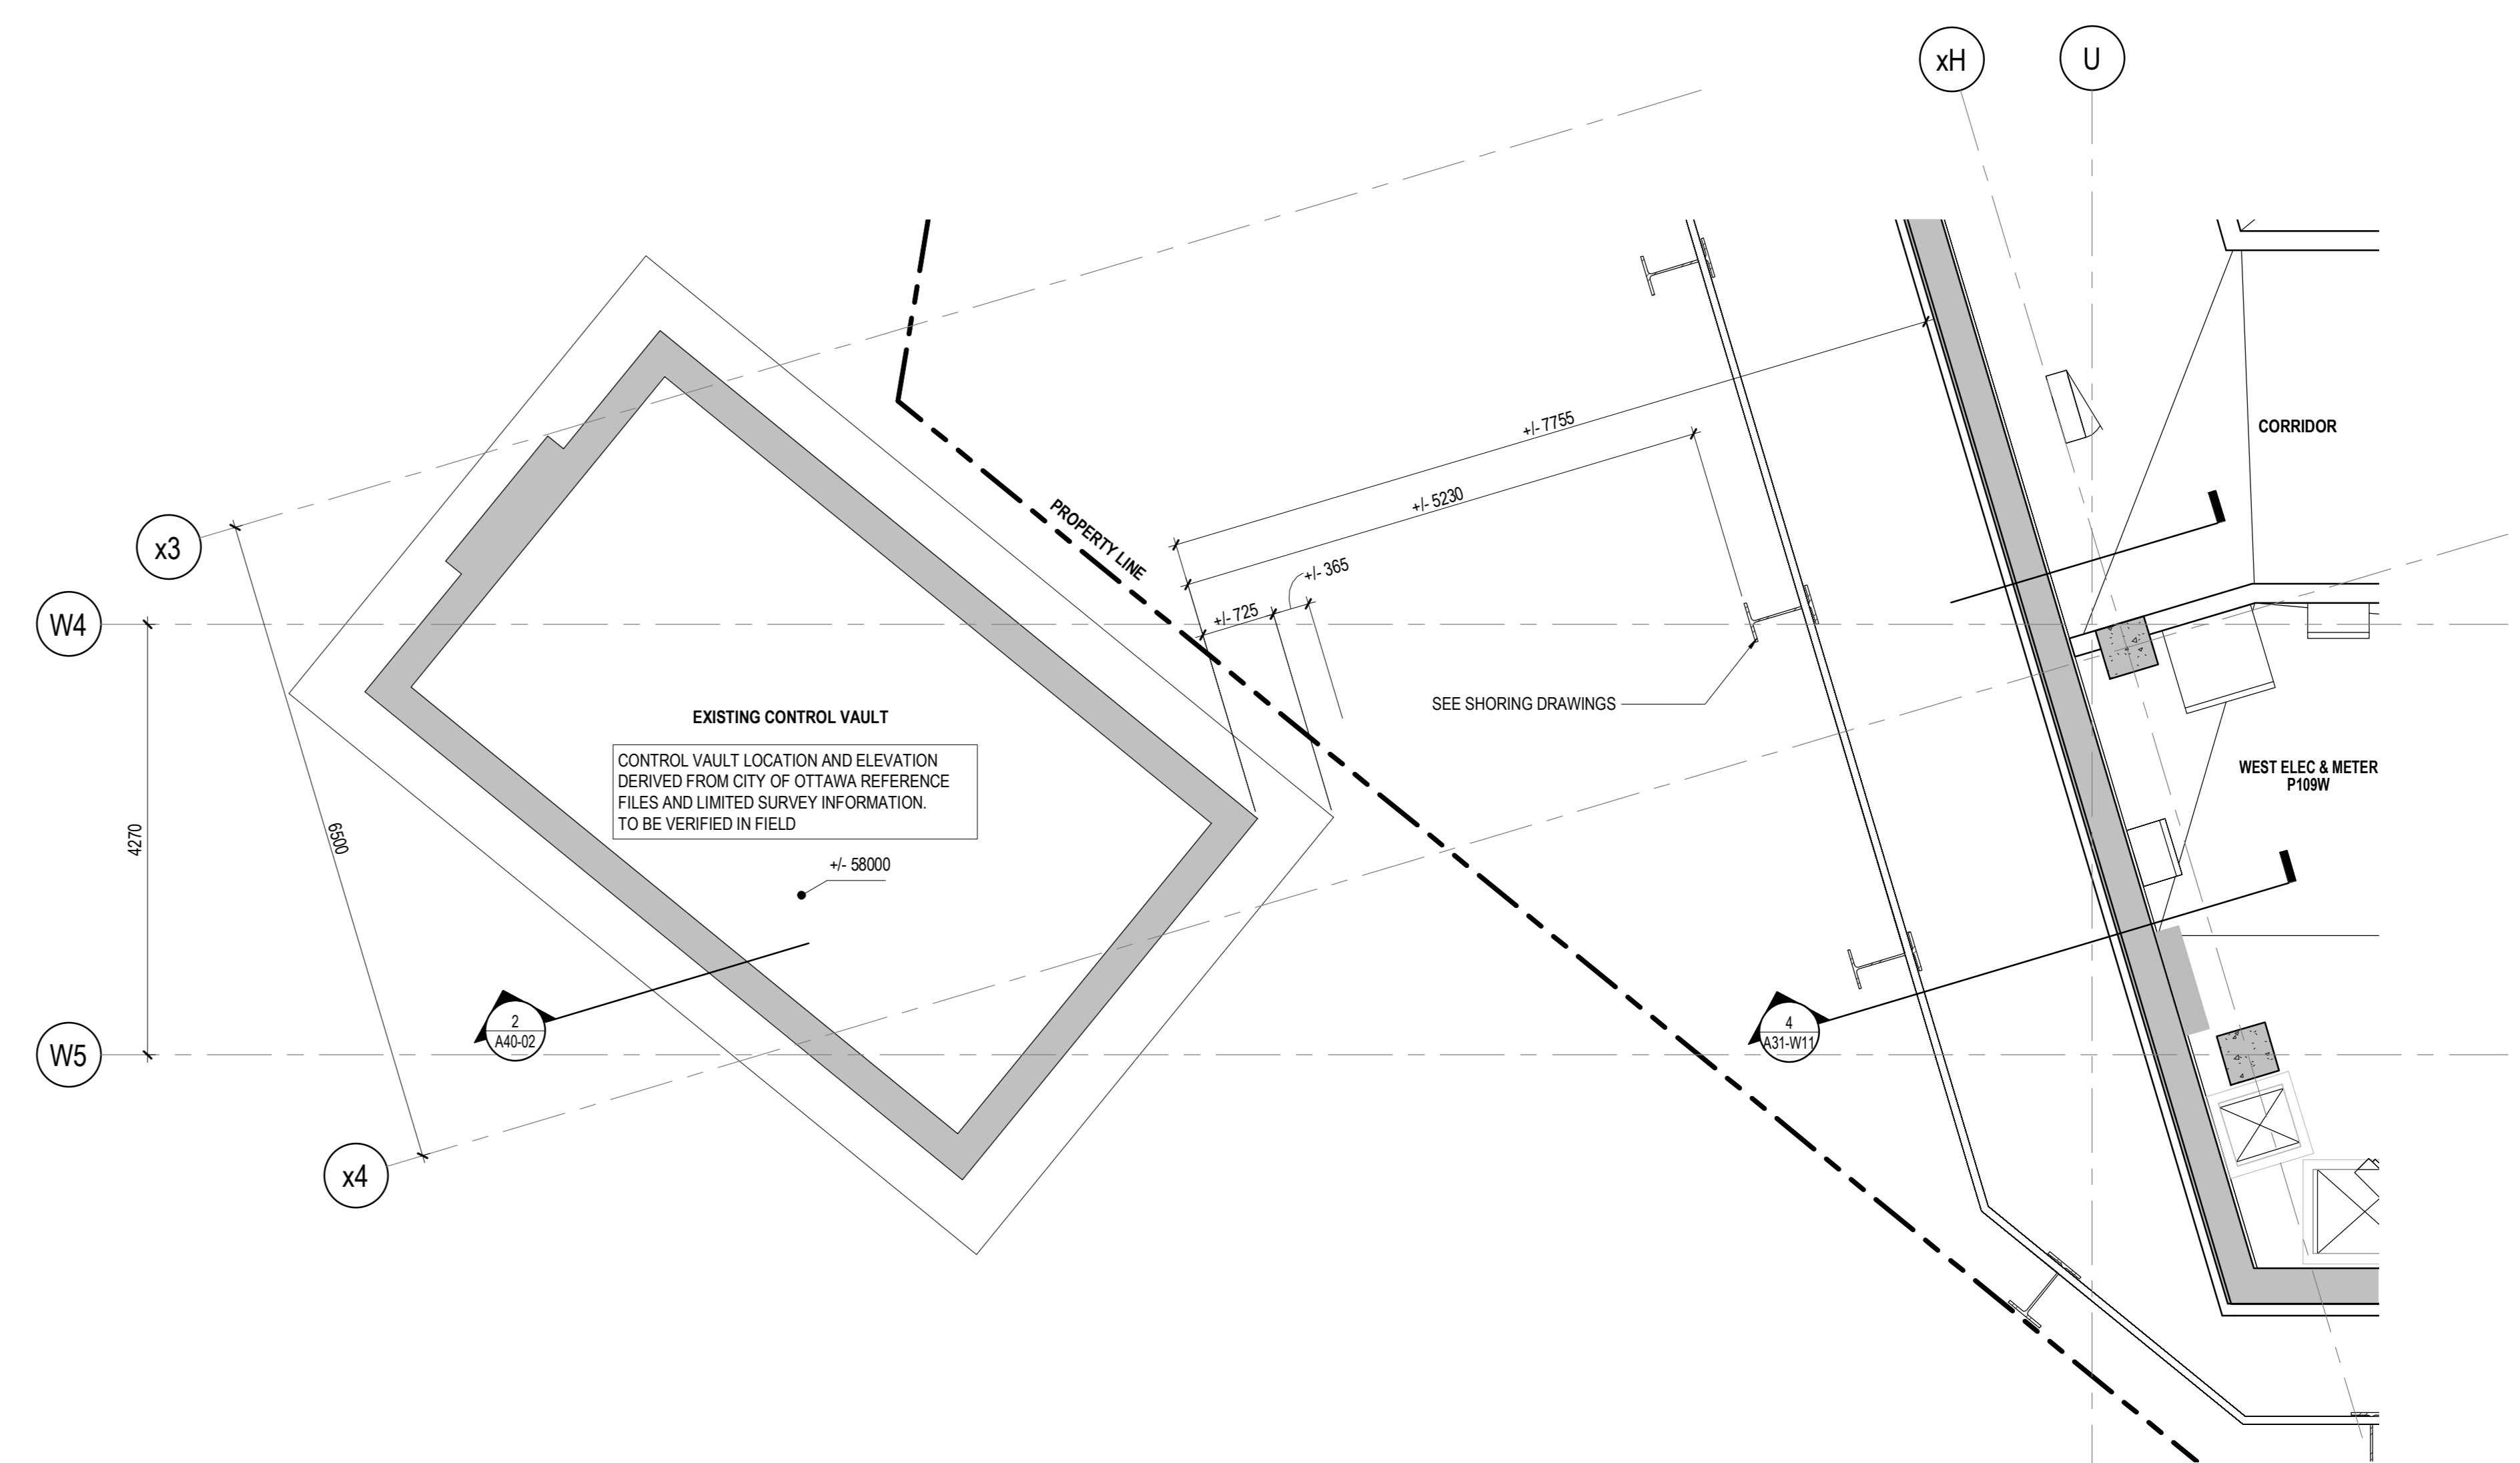 xH
U
+/- 7755
CORRIDOR
+/- 5230
PROPERTY LINE
x3
+/- 365
+/- 725
W4
SEE SHORING DRAWINGS
EXISTING CONTROL VAULT
CONTROL VAULT LOCATION AND ELEVATION
DERIVED FROM CITY OF OTTAWA REFERENCE
FILES AND LIMITED SURVEY INFORMATION.
TO BE VERIFIED IN FIELD
WEST ELEC & METER
P109W
4270
6500
+/- 58000
2
A40-02
4
A31-W11
W5
x4